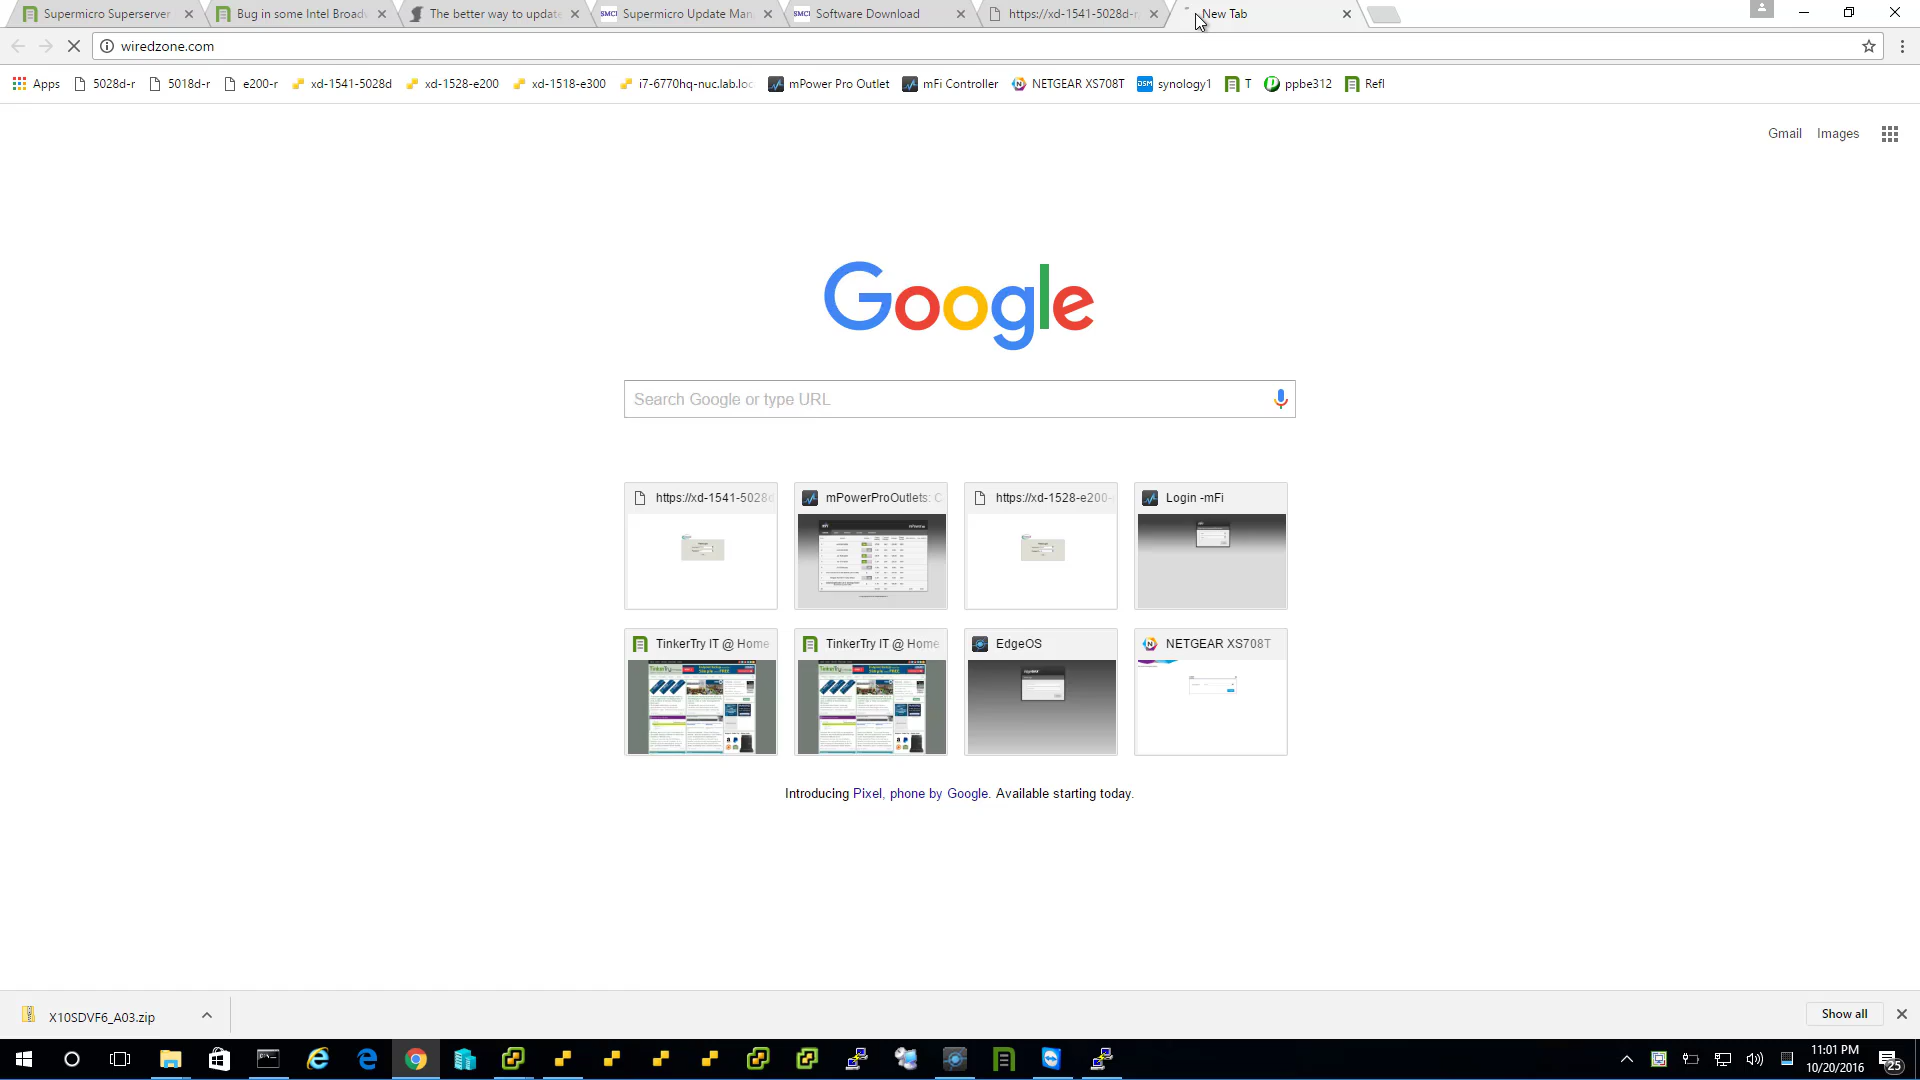 Supermicro Superserver
Bug in some Intel Broadw
The better way to update
SMCI Supermicro Update Man
SMCI Software Download
https://xd-1541-5028d-r
New Tab
wiredzone.com
Apps
5028d-r
5018d-r
e200-r
xd-1541-5028d
xd-1528-e200
xd-1518-e300
i7-6770hq-nuc.lab.loc
mPower Pro Outlet
mFi Controller
NETGEAR XS708T
DSM synology1
T
ppbe312
Refl
Gmail
Images
Google
Search Google or type URL
https://xd-1541-5028d
mPowerProOutlets: C
https://xd-1528-e200-
Login -mFi
TinkerTry IT @ Home
TinkerTry IT @ Home
EdgeOS
NETGEAR XS708T
Introducing Pixel, phone by Google. Available starting today.
X10SDVF6_A03.zip
Show all
11:01 PM
10/20/2016
25